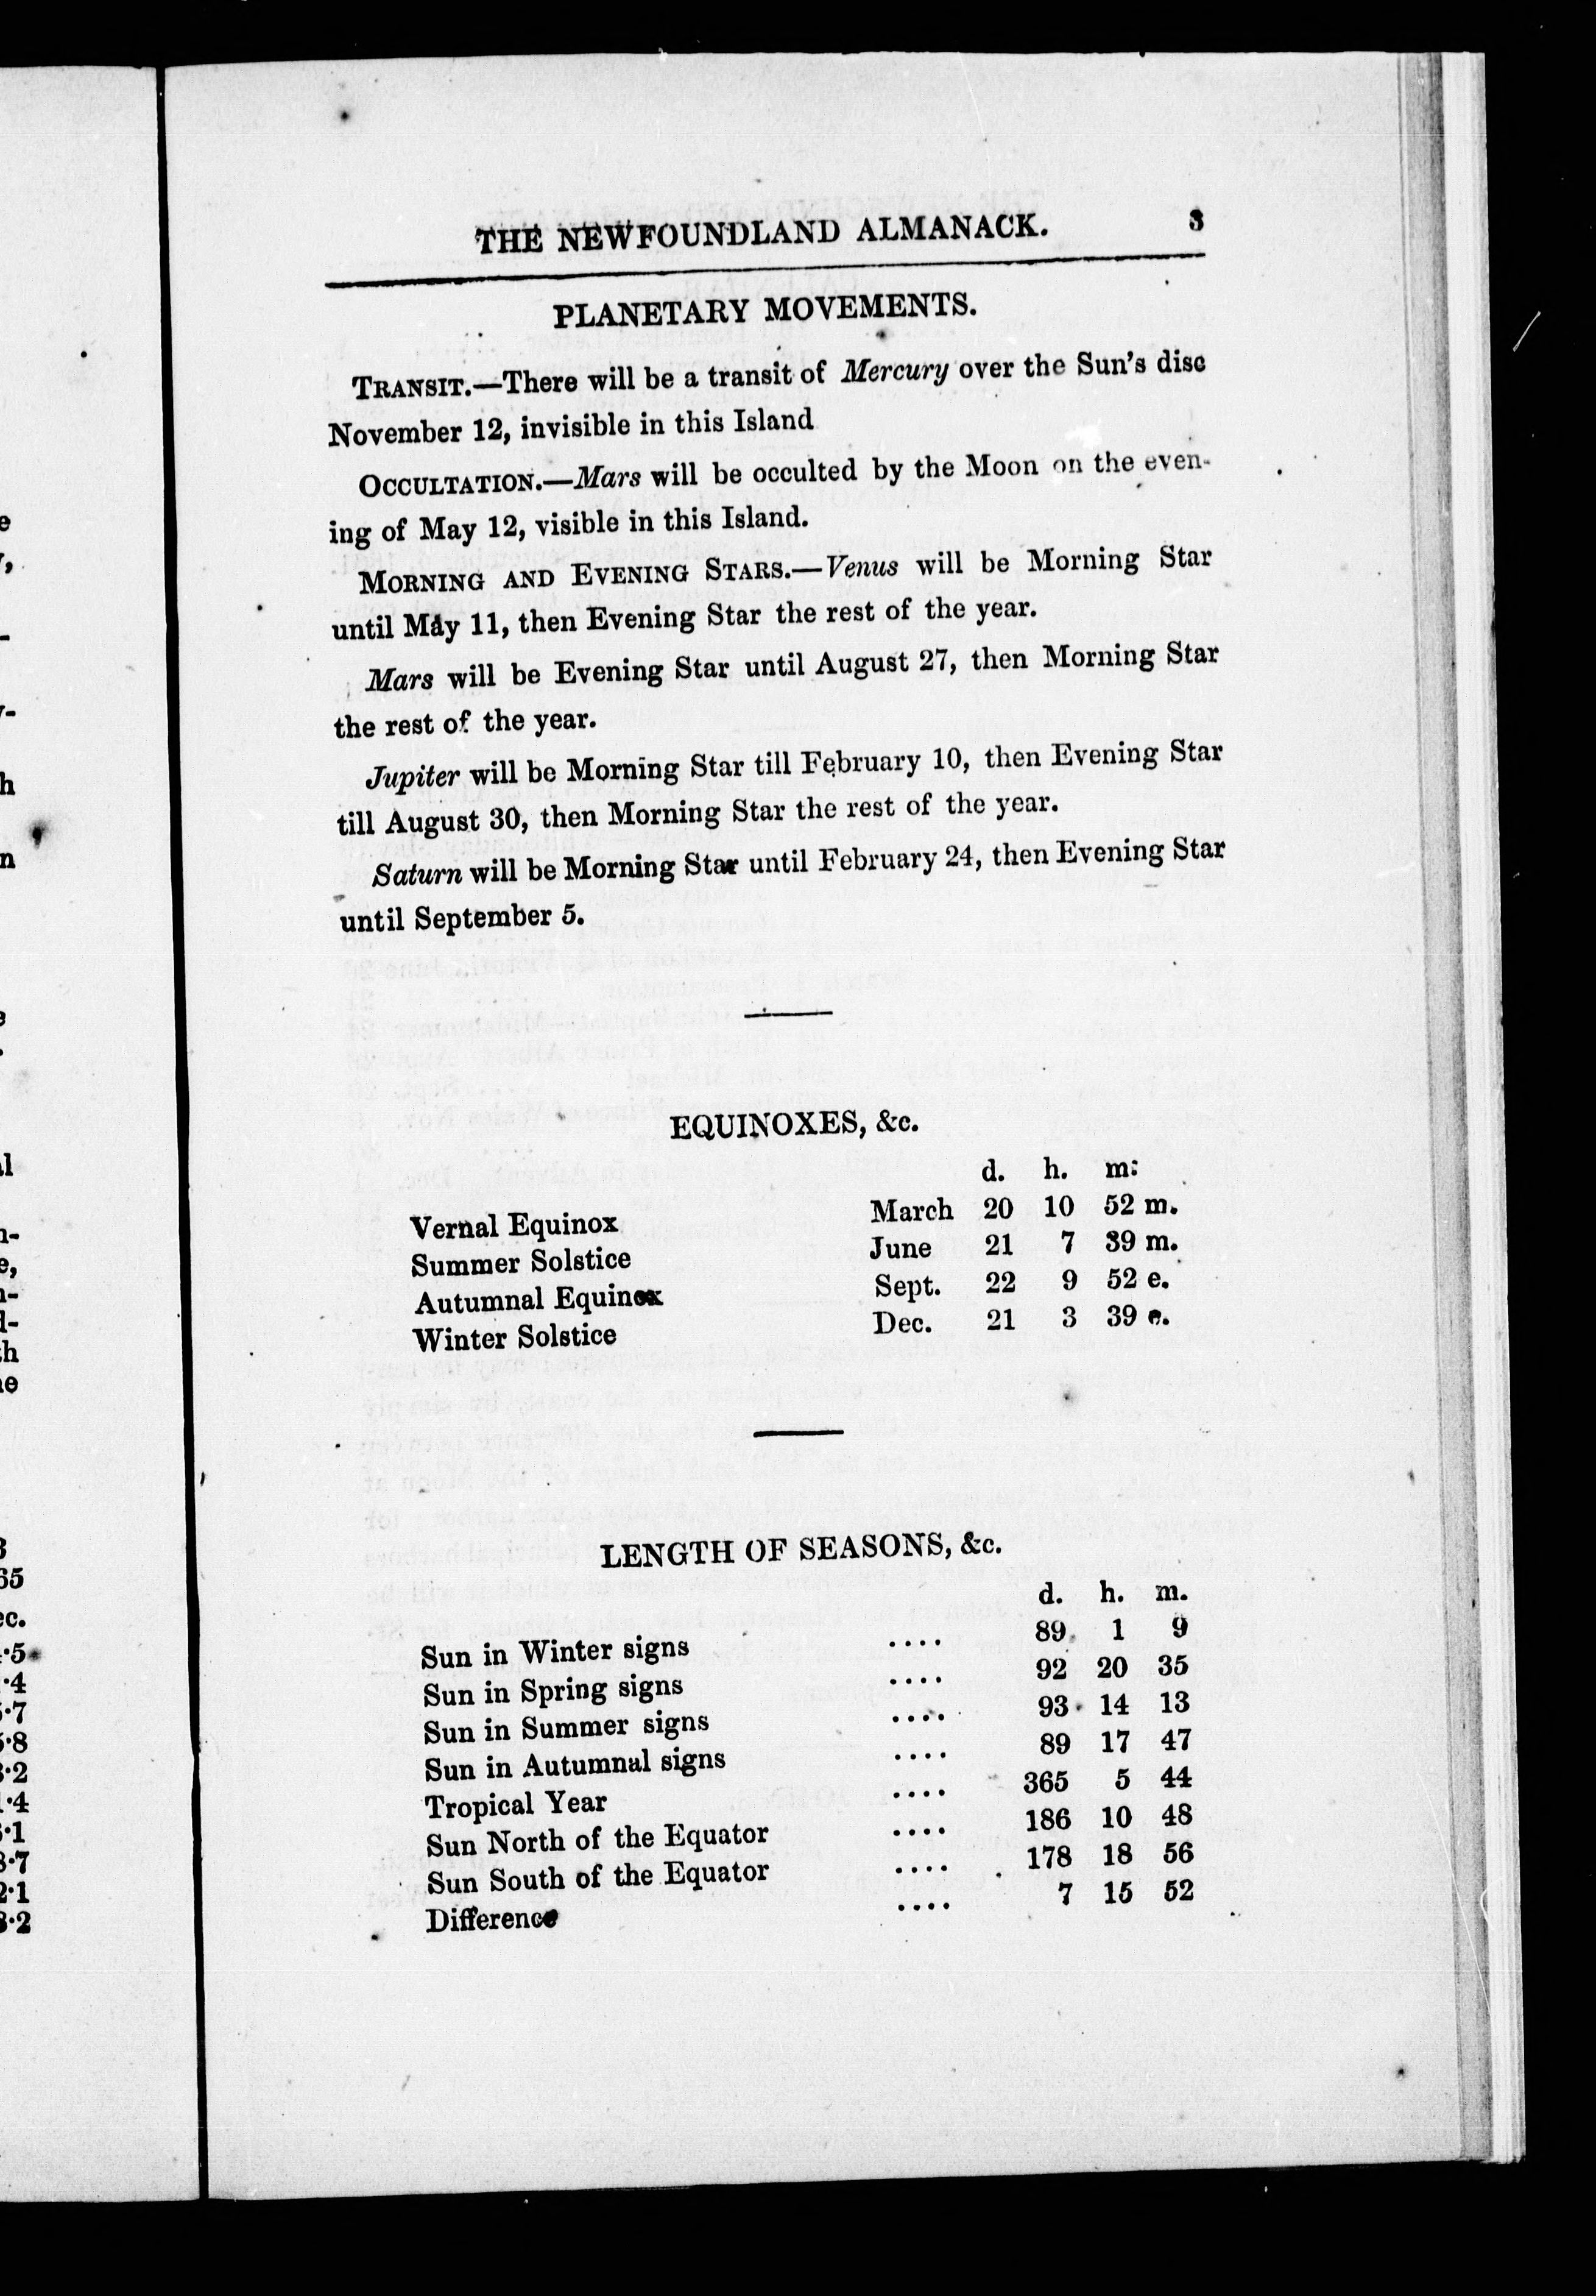 THE NEWFOUNDLAND ALMANACK. 3
PLANETARY MOVEMENTS.
TRANSIT.—There will be a transit of Mercury over the Sun's disc
November 12, invisible in this Island
OCCULTATION.—Mars will be occulted by the Moon on the even-
ing of May 12, visible in this Island.
MORNING AND EVENING STARS.—Venus will be Morning Star
until May 11, then Evening Star the rest of the year.
Mars will be Evening Star until August 27, then Morning Star
the rest of the year.
Jupiter will be Morning Star till February 10, then Evening Star
till August 30, then Morning Star the rest of the year.
Saturn will be Morning Star until February 24, then Evening Star
until September 5.
EQUINOXES, &c.
d. h. m:
Vernal Equinox March 20 10 52 m.
Summer Solstice June 21 7 39 m.
Autumnal Equinox Sept. 22 9 52 e.
Winter Solstice Dec. 21 3 39 e.
LENGTH OF SEASONS, &c.
d. h. m.
Sun in Winter signs .... 89 1 9
Sun in Spring signs .... 92 20 35
Sun in Summer signs .... 93 14 13
Sun in Autumnal signs .... 89 17 47
Tropical Year .... 365 5 44
Sun North of the Equator .... 186 10 48
Sun South of the Equator .... 178 18 56
Difference .... 7 15 52